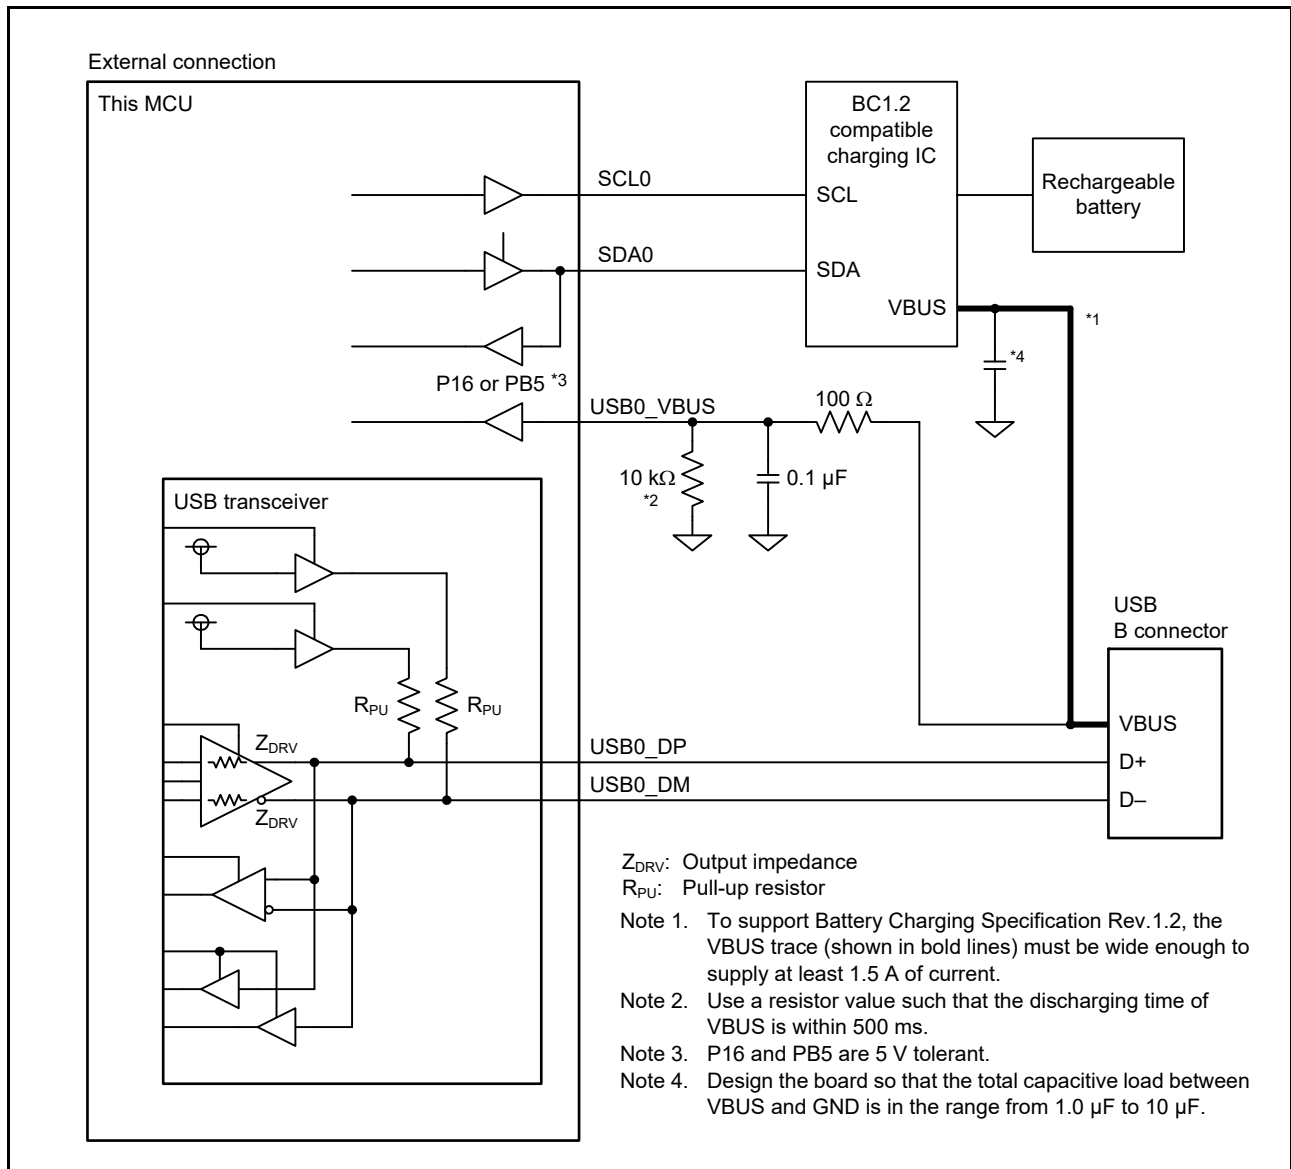 External connection
This MCU
BC1.2
compatible
charging IC
Rechargeable
battery
SCL0
SCL
SDA0
SDA
VBUS
*1
*4
P16 or PB5 *3
USB0_VBUS
100 Ω
10 kΩ
*2
0.1 µF
USB transceiver
USB
B connector
RPU
RPU
VBUS
ZDRV
USB0_DP
D+
USB0_DM
D–
ZDRV
ZDRV: Output impedance
RPU: Pull-up resistor
Note 1. To support Battery Charging Specification Rev.1.2, the
VBUS trace (shown in bold lines) must be wide enough to
supply at least 1.5 A of current.
Note 2. Use a resistor value such that the discharging time of
VBUS is within 500 ms.
Note 3. P16 and PB5 are 5 V tolerant.
Note 4. Design the board so that the total capacitive load between
VBUS and GND is in the range from 1.0 µF to 10 µF.